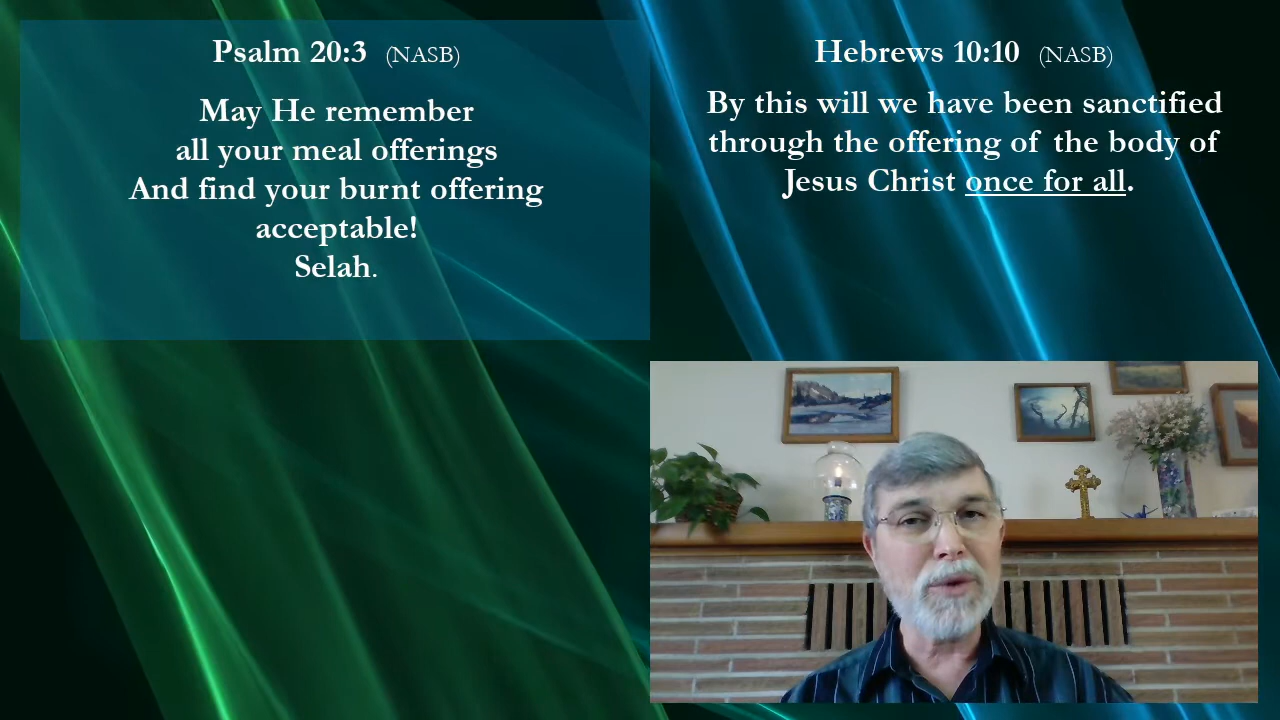 Psalm 20:3 (NASB)
May He remember
all your meal offerings
And find your burnt offering
acceptable!
Selah.
Hebrews 10:10 (NASB)
By this will we have been sanctified
through the offering of the body of
Jesus Christ once for all.